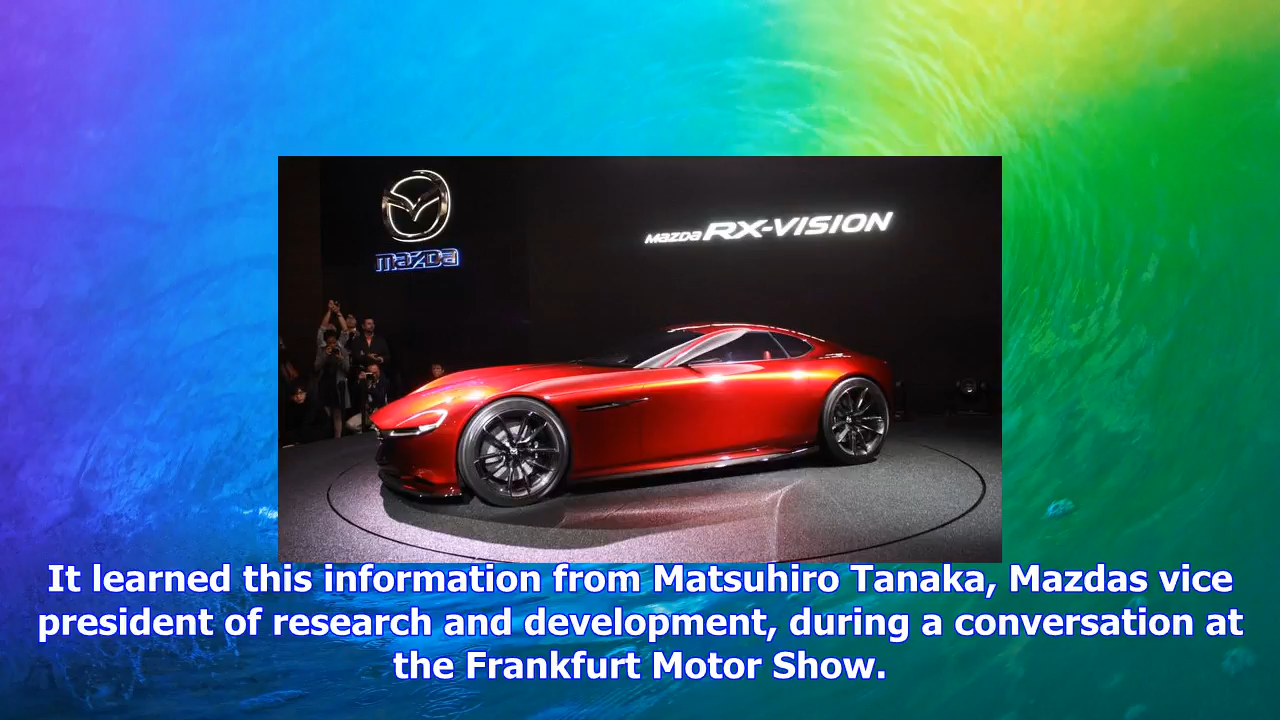 mazda
mazda RX-VISION
It learned this information from Matsuhiro Tanaka, Mazdas vice
president of research and development, during a conversation at
the Frankfurt Motor Show.